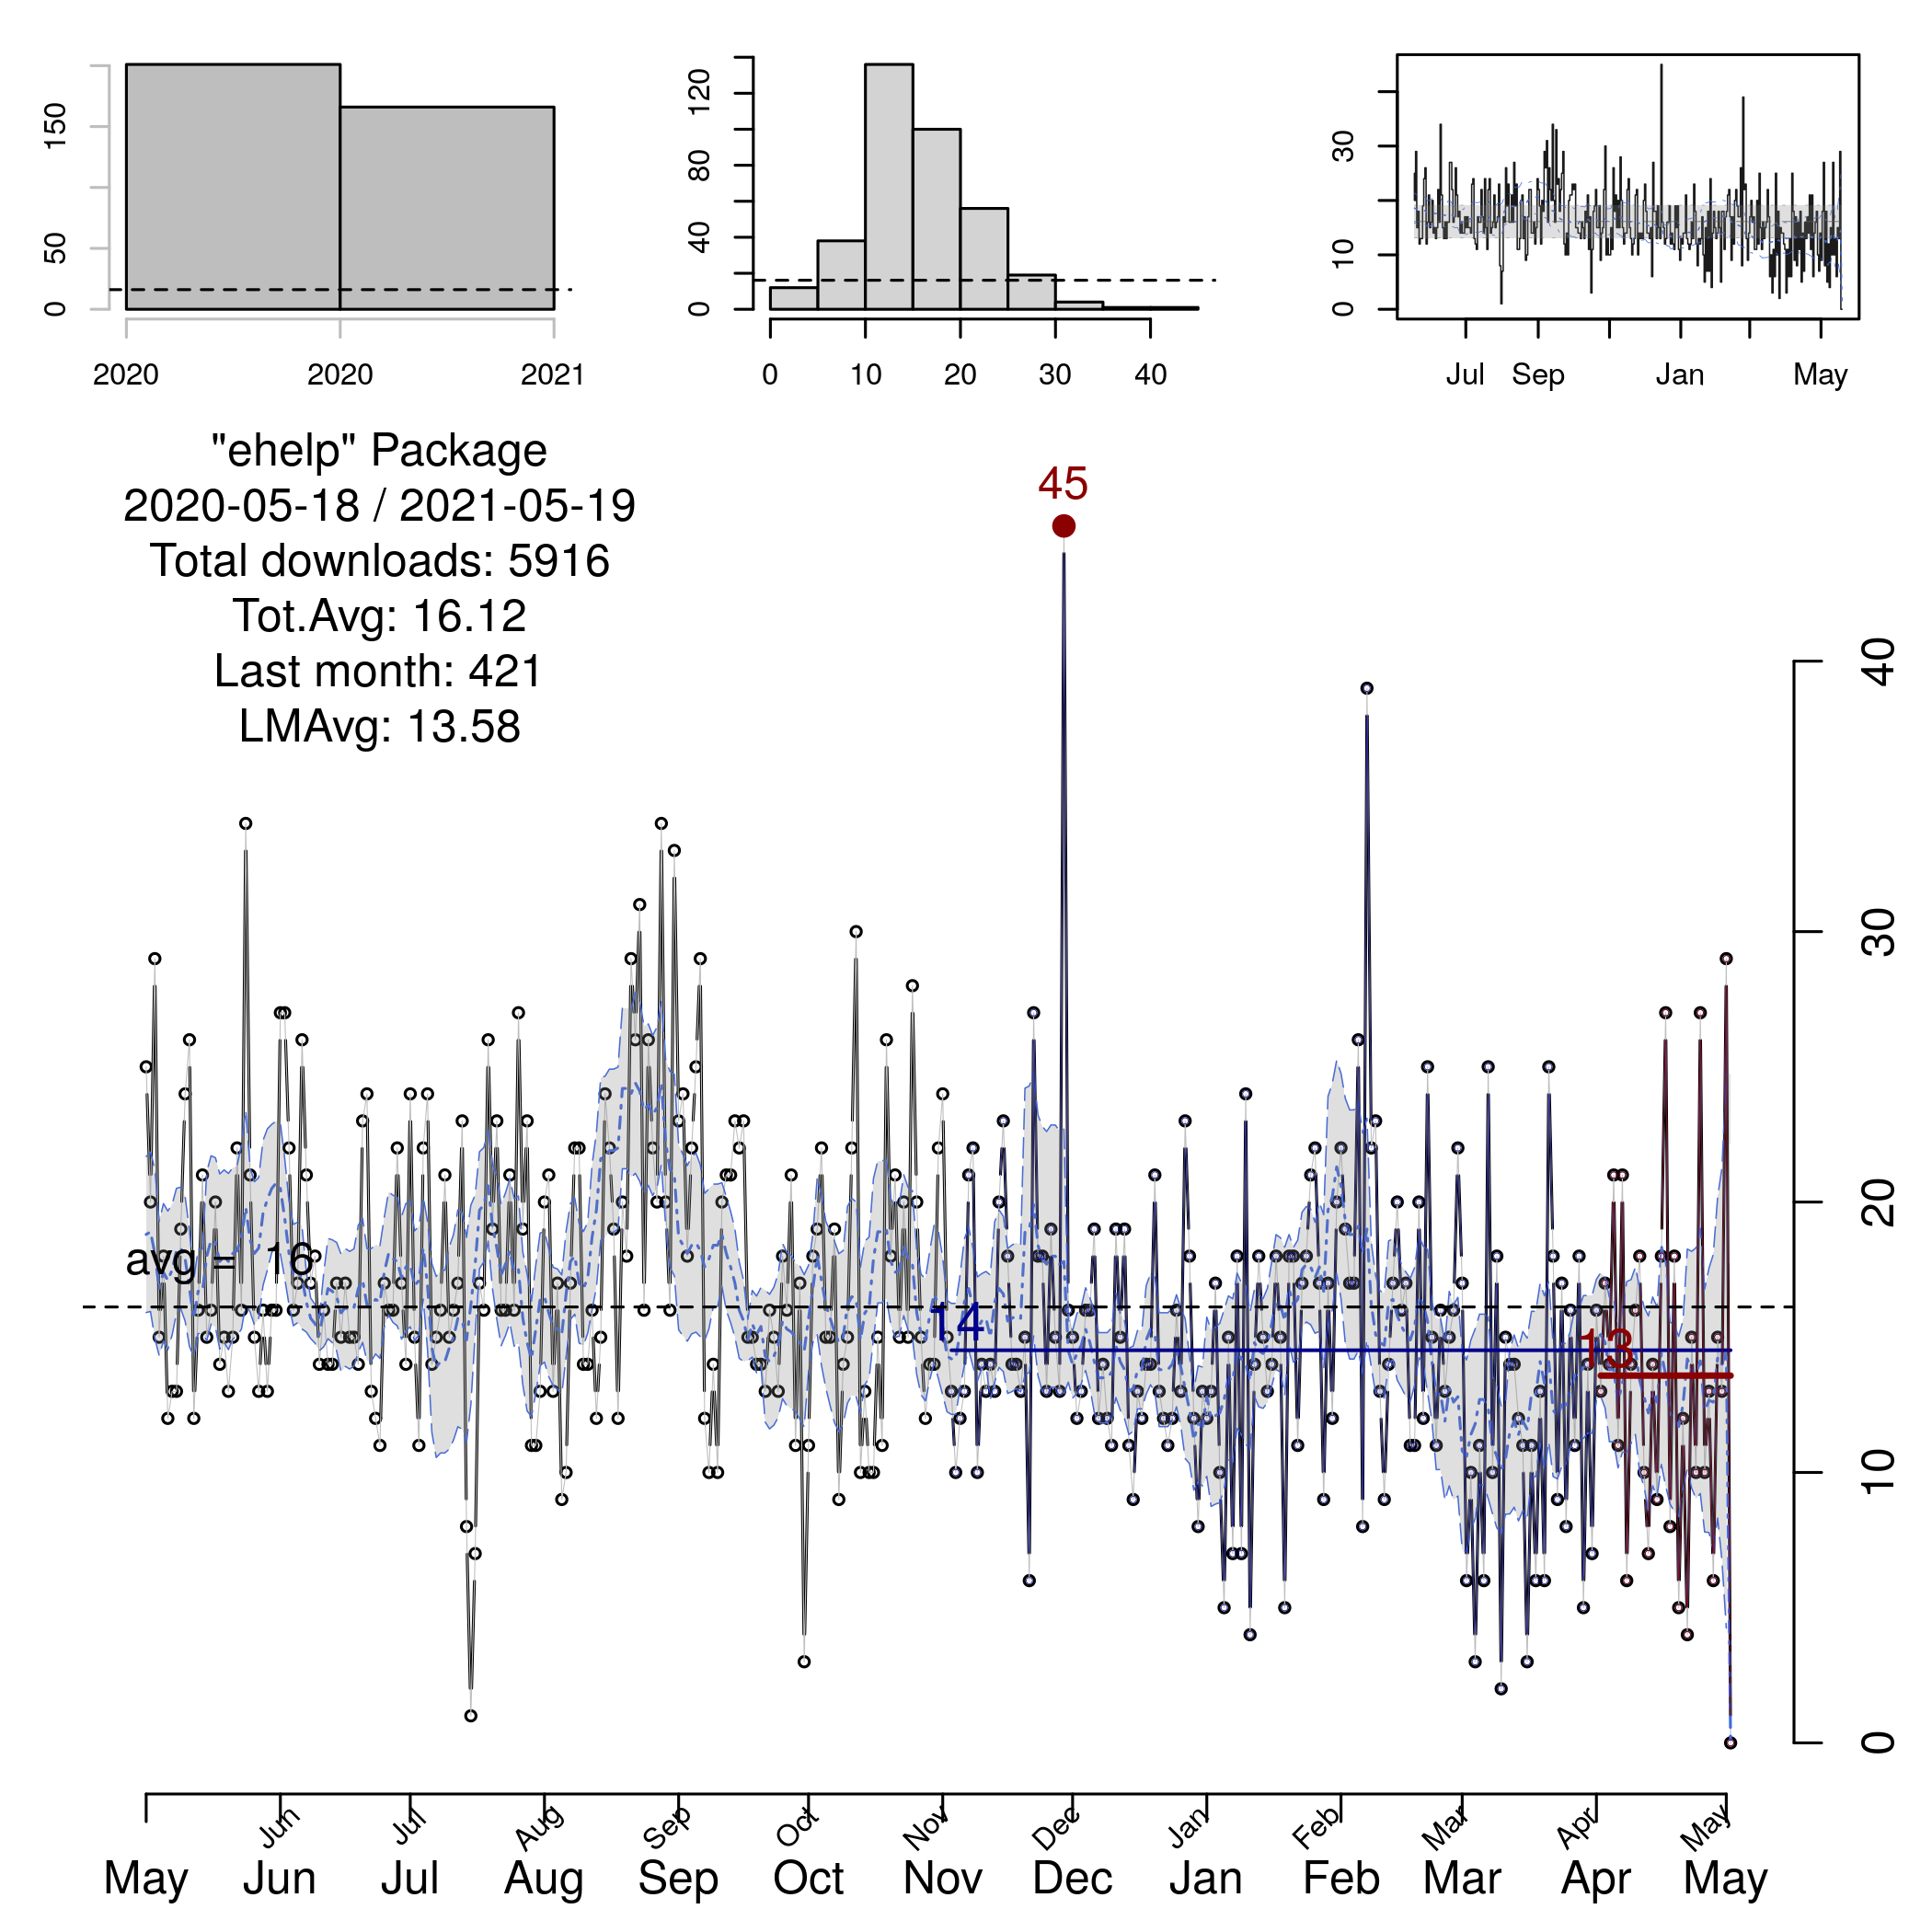 0 50 150
2020 2020 2021
0 40 80 120
0 10 20 30 40
0 10 30
Jul Sep Jan May
"ehelp" Package
2020-05-18 / 2021-05-19
Total downloads: 5916
Tot.Avg: 16.12
Last month: 421
LMAvg: 13.58
45
avg = 16
14
13
0 10 20 30 40
Jun Jul Aug Sep Oct Nov Dec Jan Feb Mar Apr May
May Jun Jul Aug Sep Oct Nov Dec Jan Feb Mar Apr May